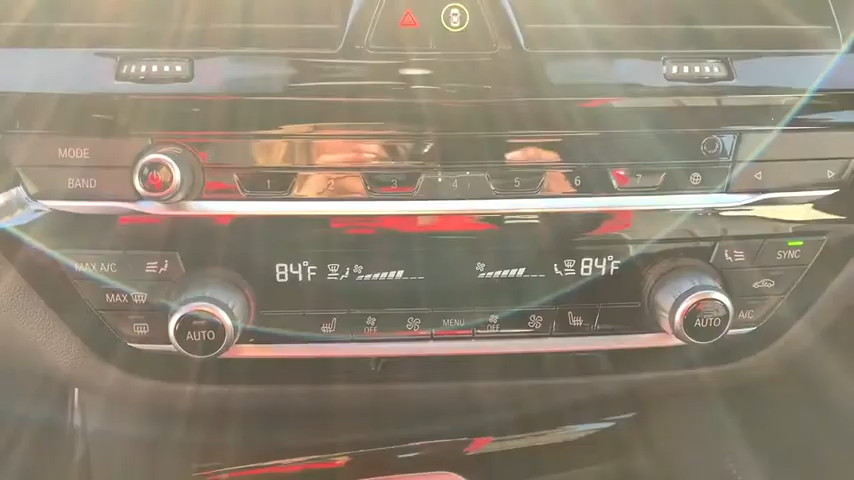 MODE
1 2 3 4 5 6 7
BAND
MAX A/C
84°F
84°F
SYNC
MAX
AUTO
OFF
MENU
OFF
AUTO
A/C